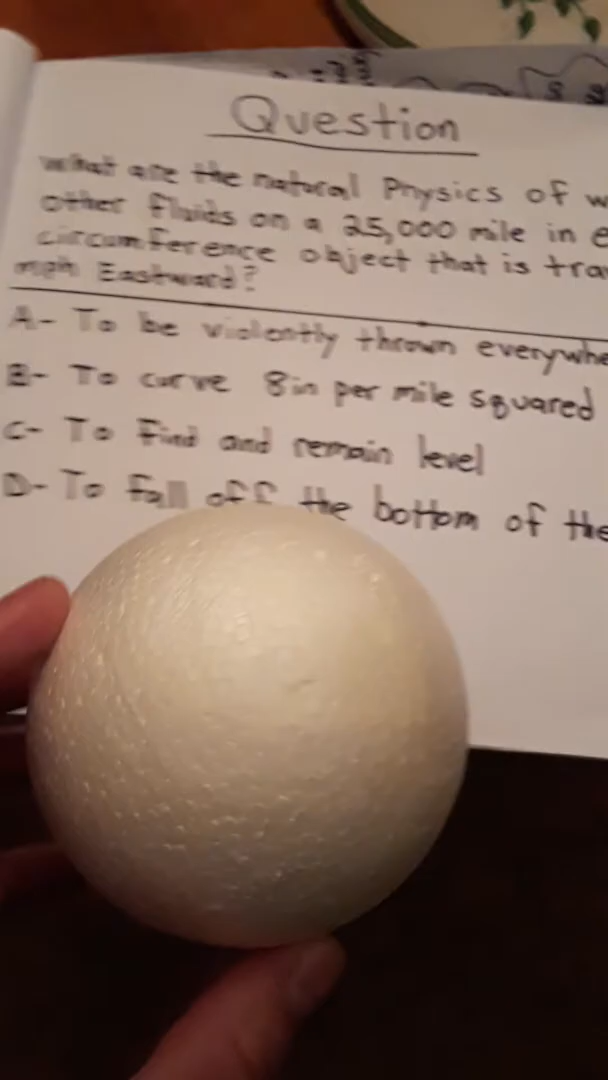 Question
What are the natural Physics of w
other fluids on a 25,000 mile in e
circumference object that is tra
mph Eastward?
A- To be violently thrown everywhe
B- To curve 8in per mile squared
C- To Find and remain level
D- To fall off the bottom of the